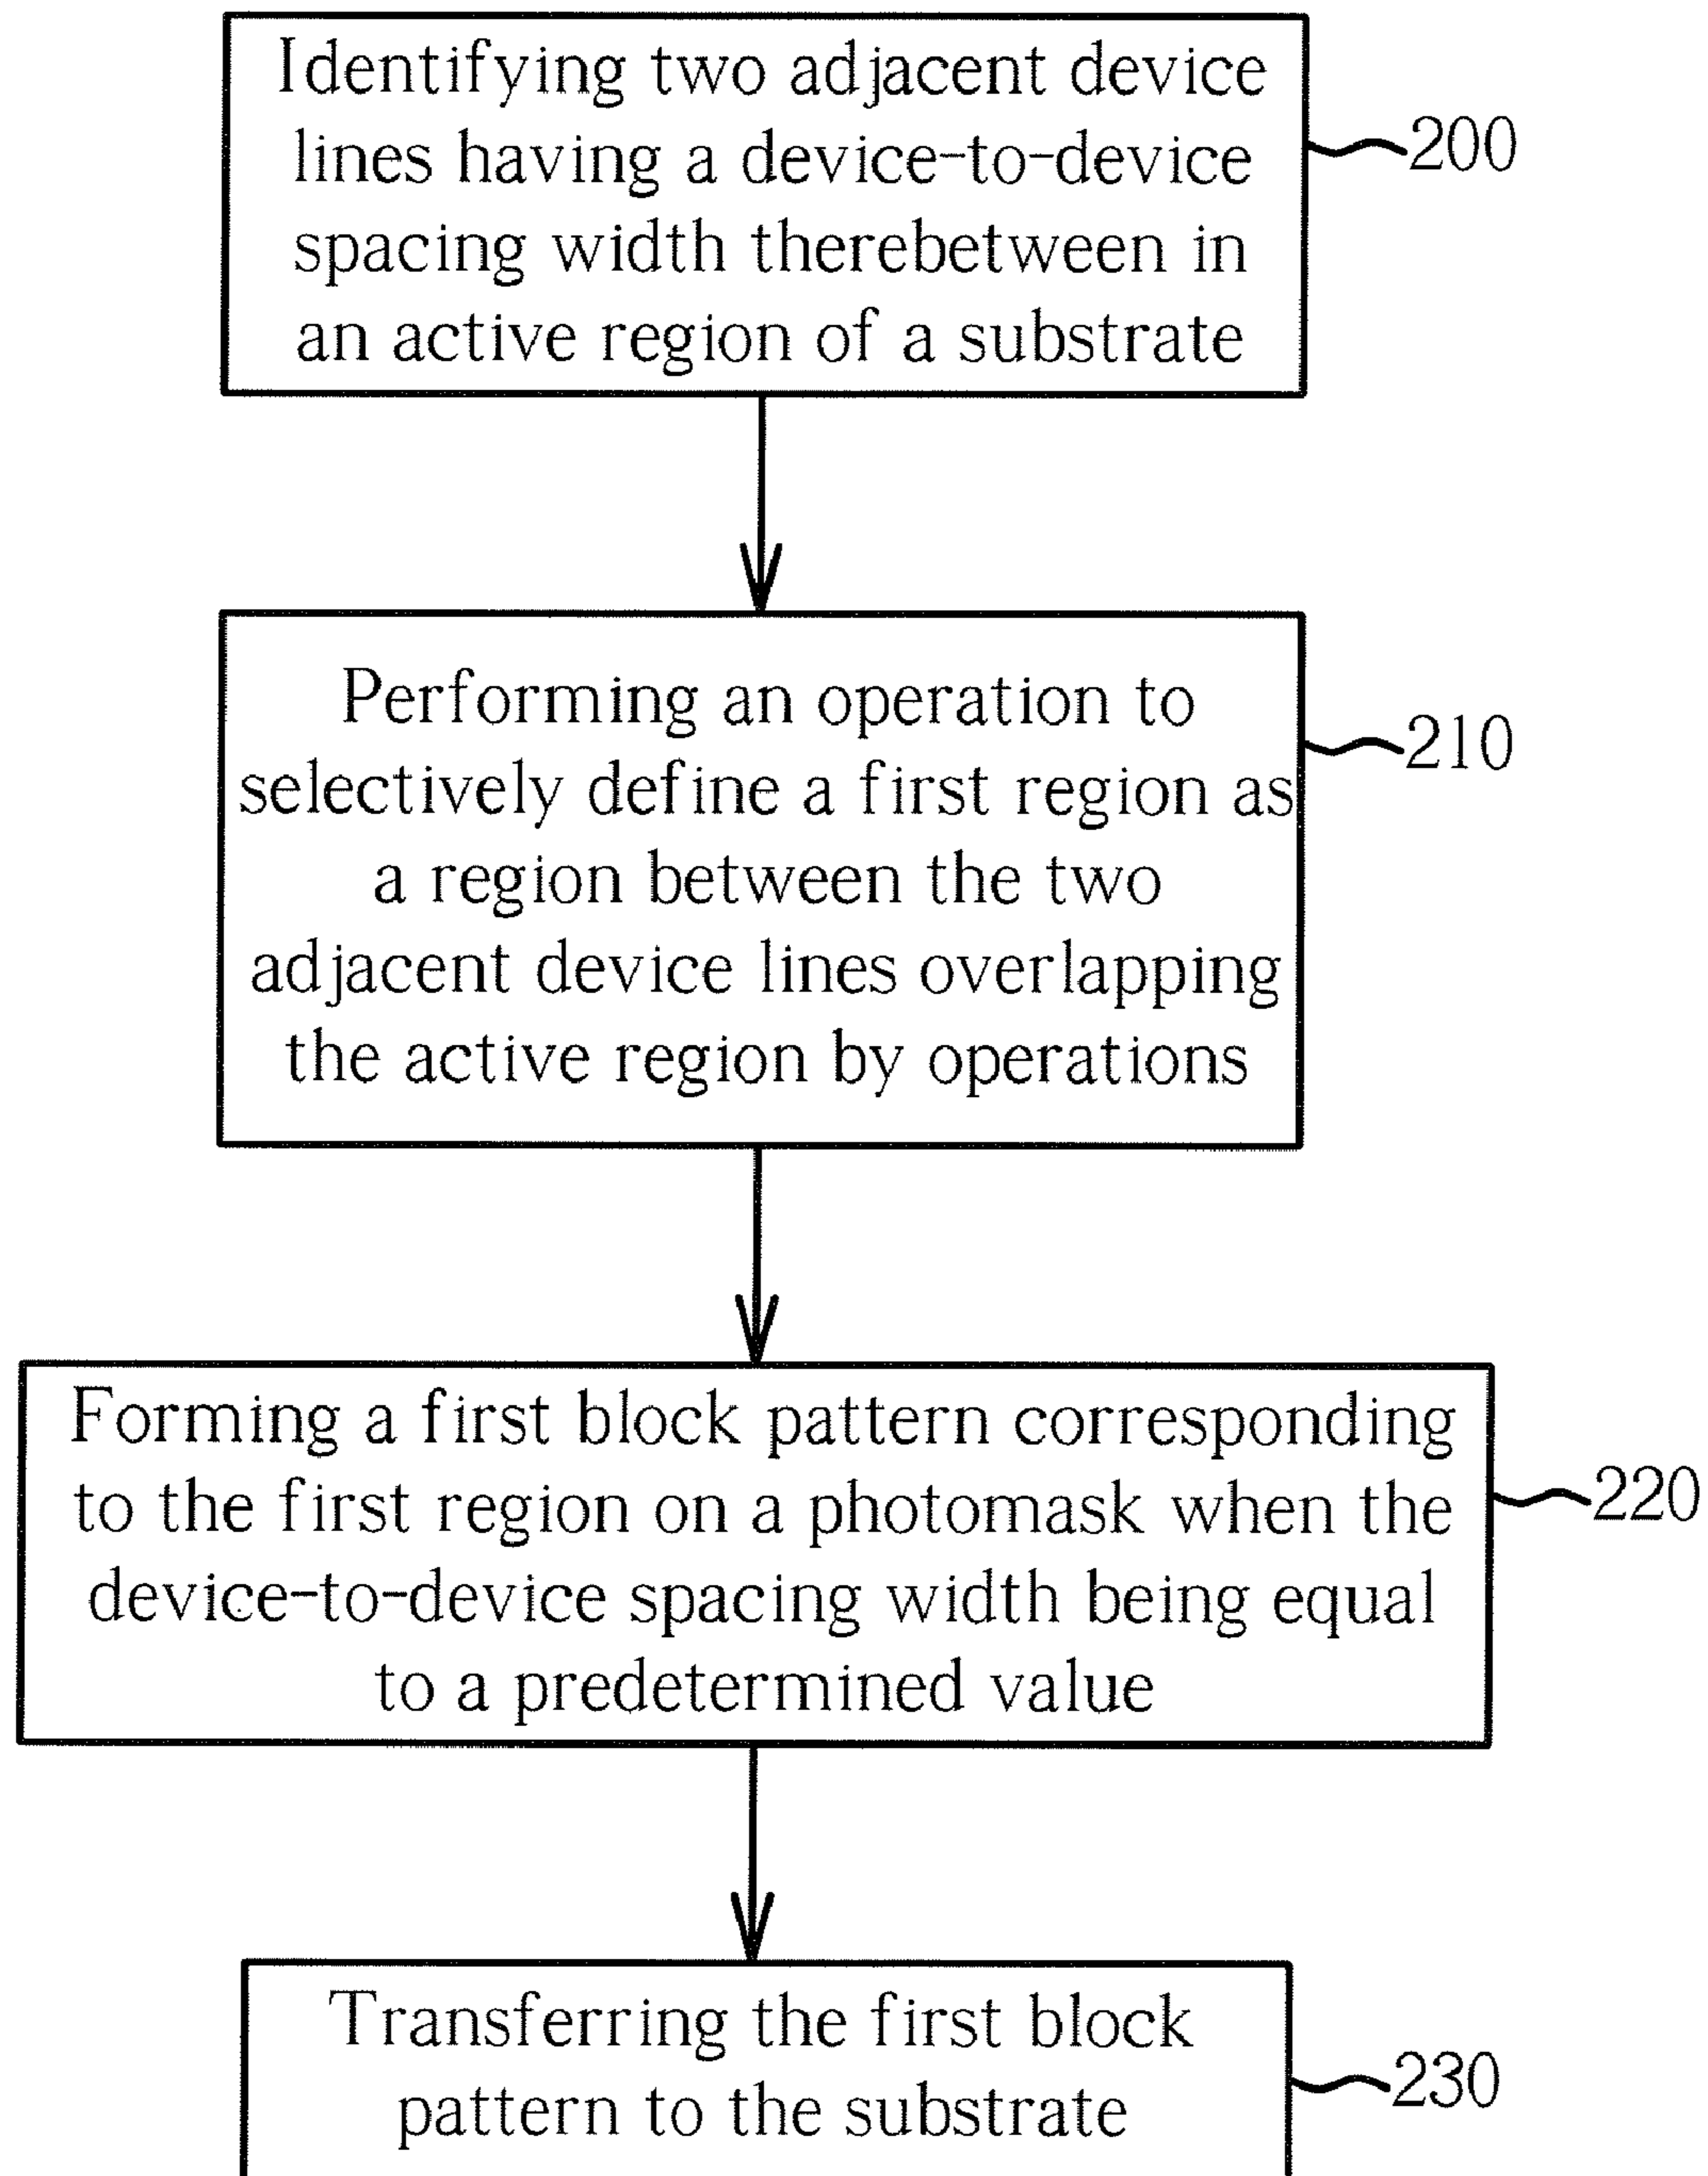 Identifying two adjacent device
lines having a device-to-device
spacing width therebetween in
an active region of a substrate
200
Performing an operation to
selectively define a first region as
a region between the two
adjacent device lines overlapping
the active region by operations
210
Forming a first block pattern corresponding
to the first region on a photomask when the
device-to-device spacing width being equal
to a predetermined value
220
Transferring the first block
pattern to the substrate
230